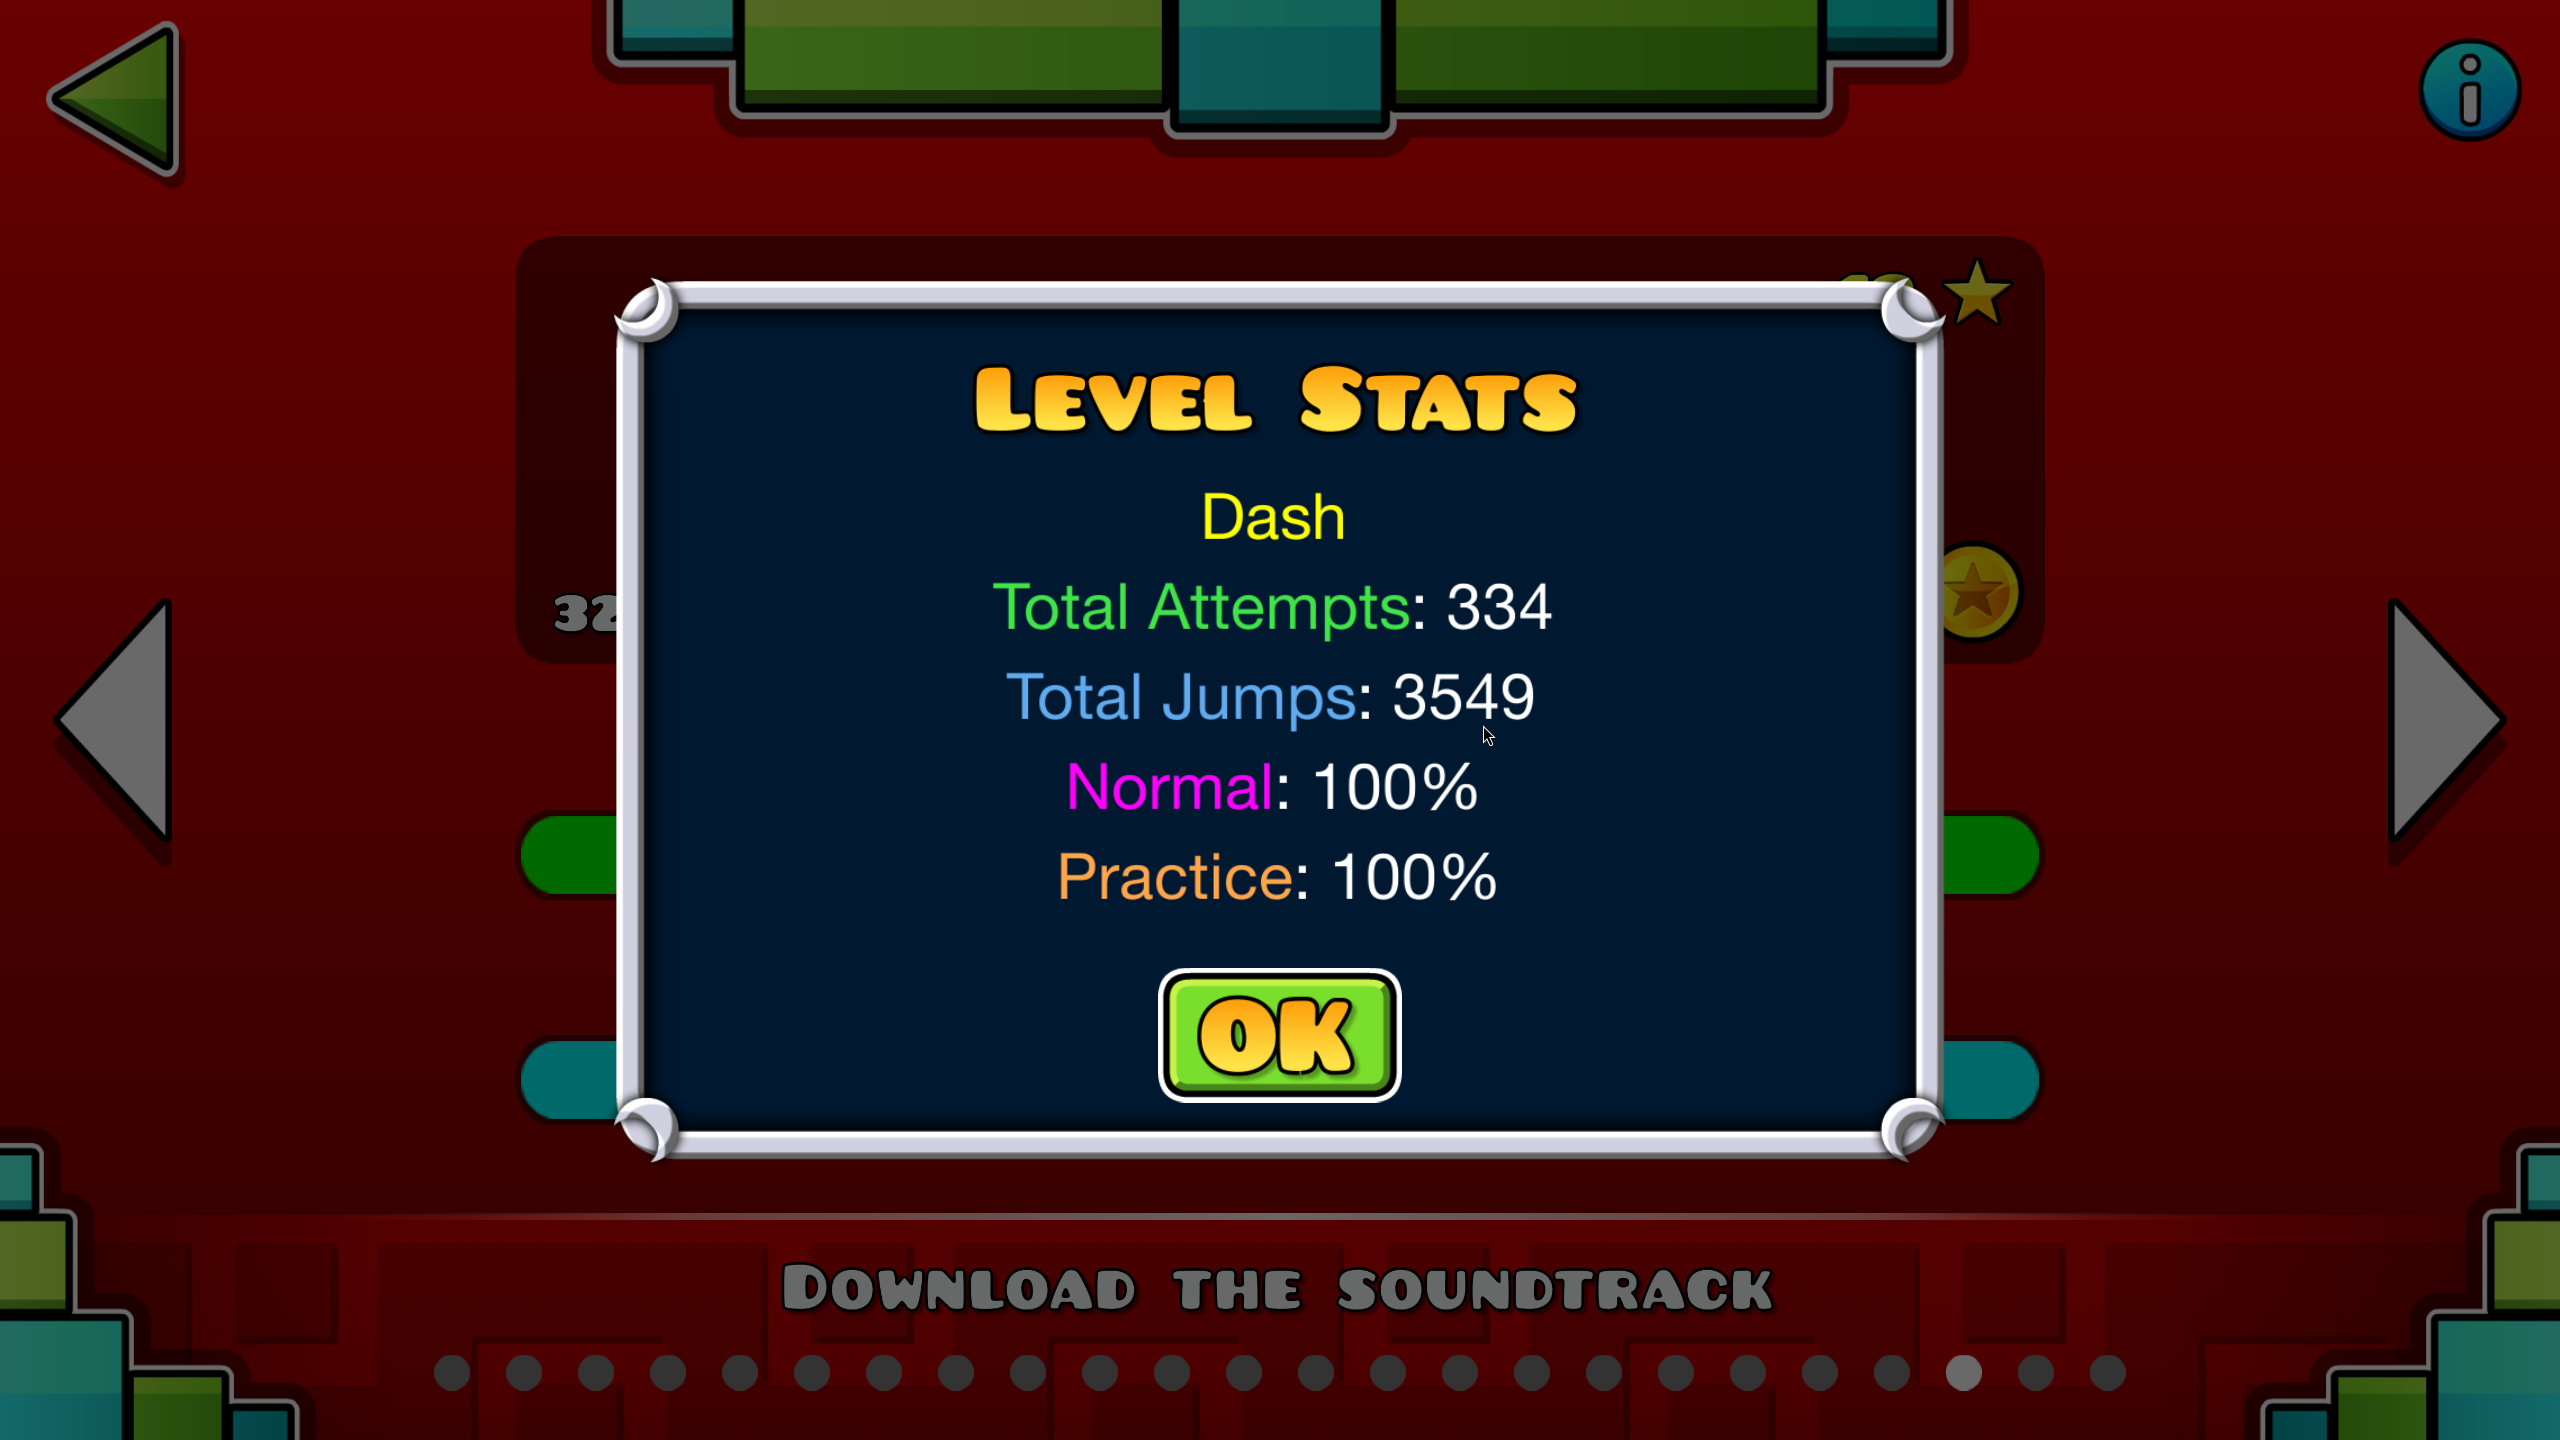 Level Stats
Dash
Total Attempts: 334
Total Jumps: 3549
Normal: 100%
Practice: 100%
OK
Download the soundtrack